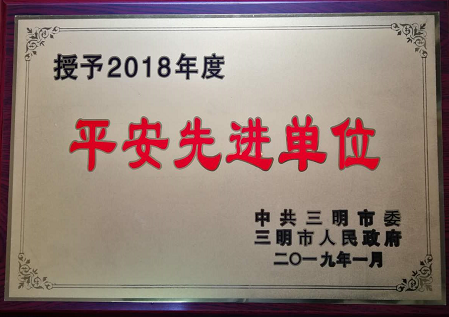 授予2018年度
平安先进单位
中共三明市委
三明市人民政府
二〇一九年一月